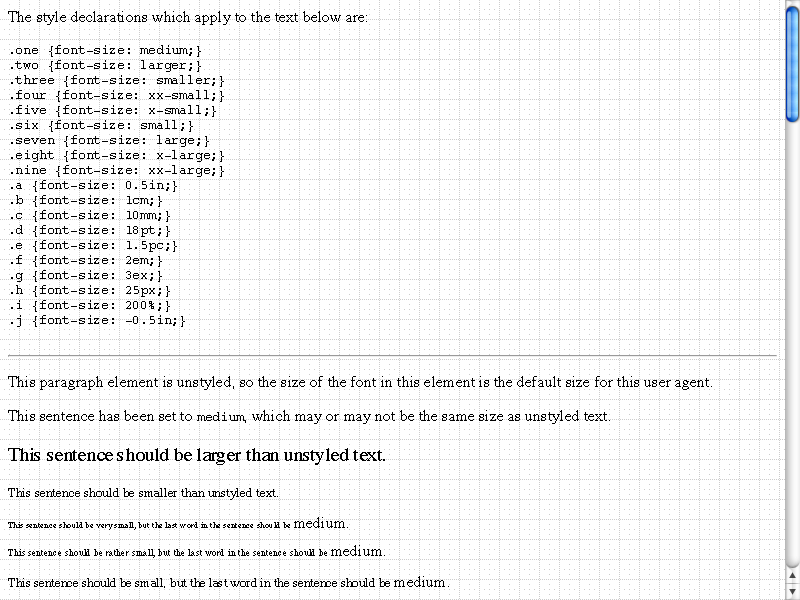 The style declarations which apply to the text below are:
.one {font-size: medium;}
.two {font-size: larger;}
.three {font-size: smaller;}
.four {font-size: xx-small;}
.five {font-size: x-small;}
.six {font-size: small;}
.seven {font-size: large;}
.eight {font-size: x-large;}
.nine {font-size: xx-large;}
.a {font-size: 0.5in;}
.b {font-size: 1cm;}
.c {font-size: 10mm;}
.d {font-size: 18pt;}
.e {font-size: 1.5pc;}
.f {font-size: 2em;}
.g {font-size: 3ex;}
.h {font-size: 25px;}
.i {font-size: 200%;}
.j {font-size: -0.5in;}
This paragraph element is unstyled, so the size of the font in this element is the default size for this user agent.
This sentence has been set to medium, which may or may not be the same size as unstyled text.
This sentence should be larger than unstyled text.
This sentence should be smaller than unstyled text.
This sentence should be very small, but the last word in the sentence should be medium.
This sentence should be rather small, but the last word in the sentence should be medium.
This sentence should be small, but the last word in the sentence should be medium.